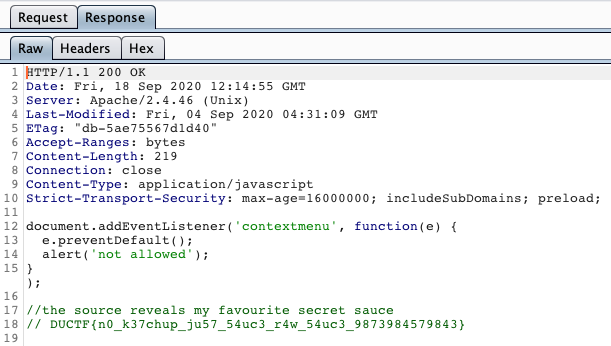 Request Response
Raw Headers Hex
1 HTTP/1.1 200 OK
2 Date: Fri, 18 Sep 2020 12:14:55 GMT
3 Server: Apache/2.4.46 (Unix)
4 Last-Modified: Fri, 04 Sep 2020 04:31:09 GMT
5 ETag: "db-5ae75567d1d40"
6 Accept-Ranges: bytes
7 Content-Length: 219
8 Connection: close
9 Content-Type: application/javascript
10 Strict-Transport-Security: max-age=16000000; includeSubDomains; preload;
11
12 document.addEventListener('contextmenu', function(e) {
13   e.preventDefault();
14   alert('not allowed');
15 }
);
16
17 //the source reveals my favourite secret sauce
18 // DUCTF{n0_k37chup_ju57_54uc3_r4w_54uc3_9873984579843}
19